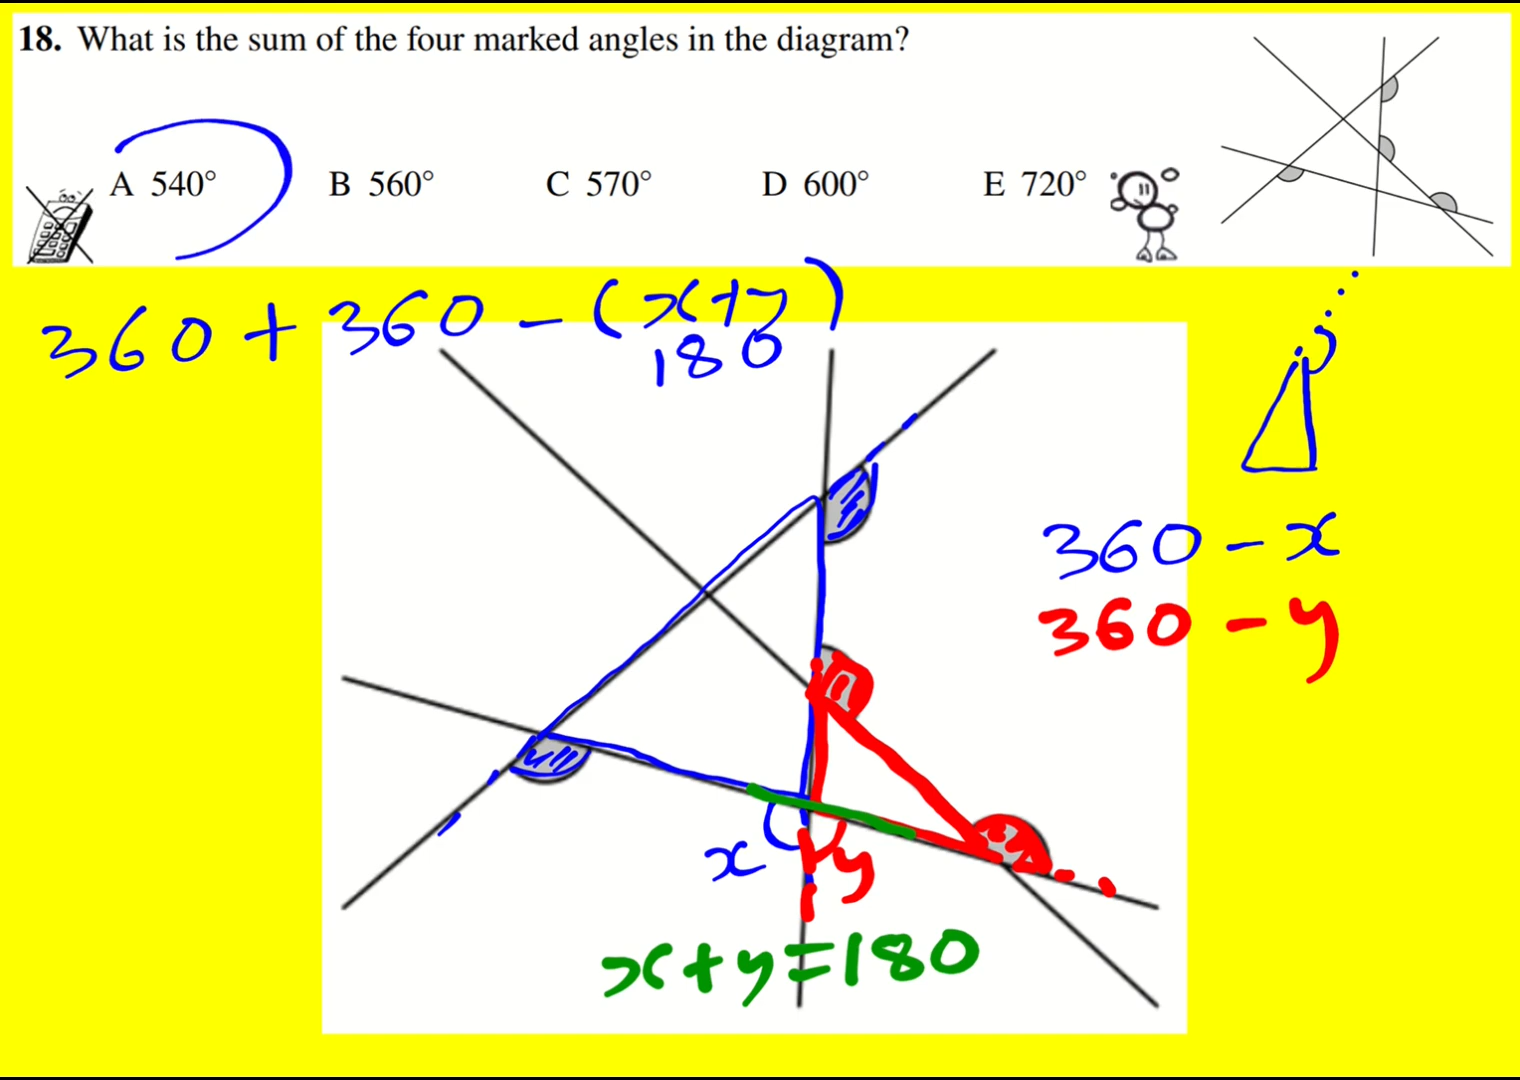 18. What is the sum of the four marked angles in the diagram?
A 540° B 560° C 570° D 600° E 720°
360 + 360 - (x+y)
180
360 - x
360 - y
x
y
x+y=180